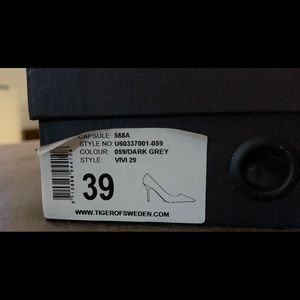 CAPSULE: 588A
STYLE NO: U60337001-059
COLOUR: 059/DARK GREY
STYLE: VIVI 29
39
WWW.TIGEROFSWEDEN.COM